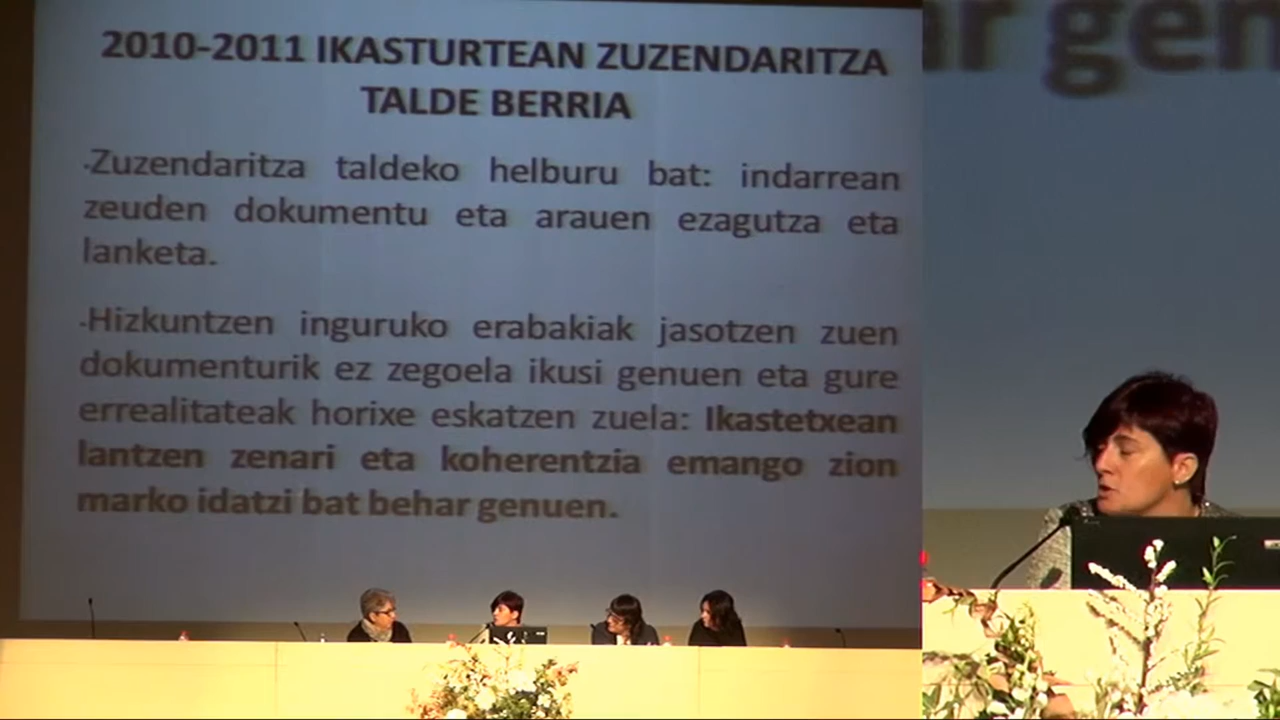 2010-2011 IKASTURTEAN ZUZENDARITZA
TALDE BERRIA
-Zuzendaritza taldeko helburu bat: indarrean
zeuden dokumentu eta arauen ezagutza eta
lanketa.
-Hizkuntzen inguruko erabakiak jasotzen zuen
dokumenturik ez zegoela ikusi genuen eta gure
errealitateak horixe eskatzen zuela: Ikastetxean
lantzen zenari eta koherentzia emango zion
marko idatzi bat behar genuen.
ar gen